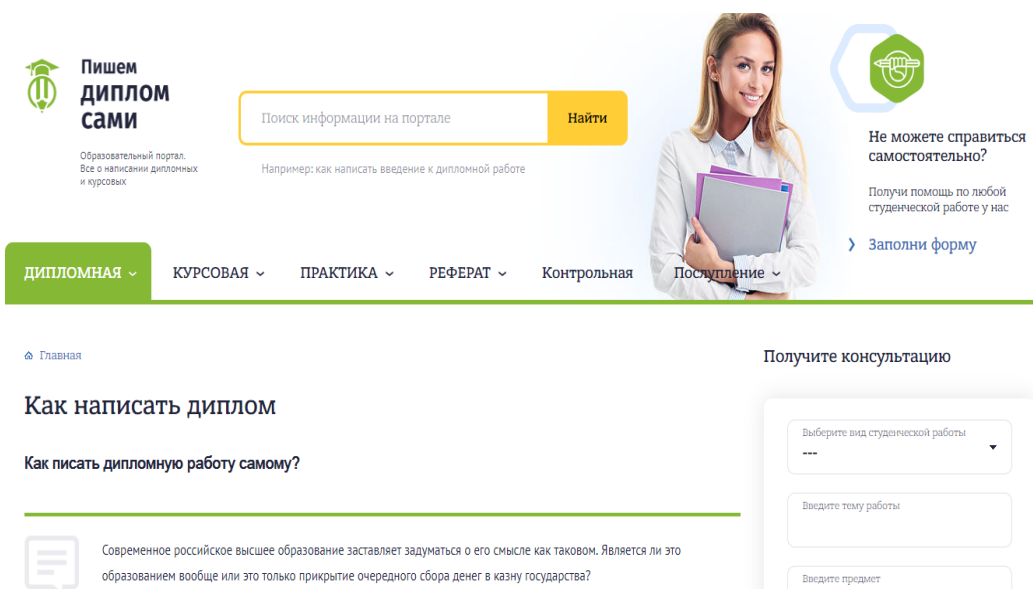 Пишем
диплом
сами
Образовательный портал.
Все о написании дипломных
и курсовых
Поиск информации на портале
Найти
Например: как написать введение к дипломной работе
Не можете справиться
самостоятельно?
Получи помощь по любой
студенческой работе у нас
Заполни форму
ДИПЛОМНАЯ
КУРСОВАЯ
ПРАКТИКА
РЕФЕРАТ
Контрольная
Послупление
Главная
Как написать диплом
Как писать дипломную работу самому?
Современное российское высшее образование заставляет задуматься о его смысле как таковом. Является ли это
образованием вообще или это только прикрытие очередного сбора денег в казну государства?
Получите консультацию
Выберите вид студенческой работы
---
Введите тему работы
Введите предмет